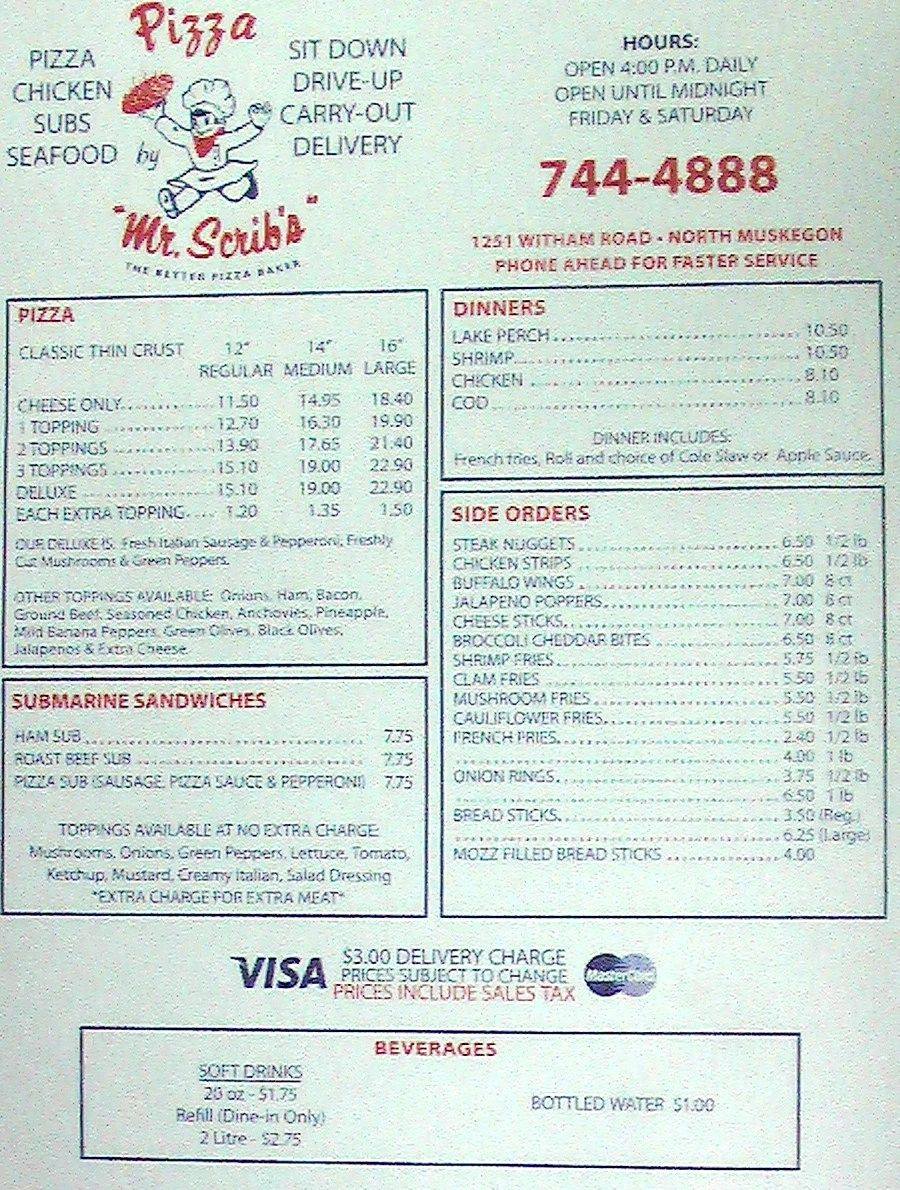 Pizza
PIZZA
CHICKEN
SUBS
SEAFOOD by
SIT DOWN
DRIVE-UP
CARRY-OUT
DELIVERY
"Mr. Scrib's"
THE BETTER PIZZA BAKER
HOURS:
OPEN 4:00 P.M. DAILY
OPEN UNTIL MIDNIGHT
FRIDAY & SATURDAY
744-4888
1251 WITHAM ROAD • NORTH MUSKEGON
PHONE AHEAD FOR FASTER SERVICE
PIZZA
CLASSIC THIN CRUST 12" 14" 16"
REGULAR MEDIUM LARGE
CHEESE ONLY 11.50 14.95 18.40
1 TOPPING 12.70 16.30 19.90
2 TOPPINGS 13.90 17.65 21.40
3 TOPPINGS 15.10 19.00 22.90
DELUXE 15.10 19.00 22.90
EACH EXTRA TOPPING 1.20 1.35 1.50
OUR DELUXE IS: Fresh Italian Sausage & Pepperoni, Freshly
Cut Mushrooms & Green Peppers.
OTHER TOPPINGS AVAILABLE: Onions, Ham, Bacon,
Ground Beef, Seasoned Chicken, Anchovies, Pineapple,
Mild Banana Peppers, Green Olives, Black Olives,
Jalapenos & Extra Cheese.
SUBMARINE SANDWICHES
HAM SUB 7.75
ROAST BEEF SUB 7.75
PIZZA SUB (SAUSAGE, PIZZA SAUCE & PEPPERONI) 7.75
TOPPINGS AVAILABLE AT NO EXTRA CHARGE:
Mushrooms, Onions, Green Peppers, Lettuce, Tomato,
Ketchup, Mustard, Creamy Italian, Salad Dressing
*EXTRA CHARGE FOR EXTRA MEAT*
DINNERS
LAKE PERCH 10.50
SHRIMP 10.50
CHICKEN 8.10
COD 8.10
DINNER INCLUDES:
French fries, Roll and choice of Cole Slaw or Apple Sauce.
SIDE ORDERS
STEAK NUGGETS 6.50 1/2 lb
CHICKEN STRIPS 6.50 1/2 lb
BUFFALO WINGS 7.00 8 ct
JALAPENO POPPERS 7.00 8 ct
CHEESE STICKS 7.00 8 ct
BROCCOLI CHEDDAR BITES 6.50 8 ct
SHRIMP FRIES 5.75 1/2 lb
CLAM FRIES 5.50 1/2 lb
MUSHROOM FRIES 5.50 1/2 lb
CAULIFLOWER FRIES 5.50 1/2 lb
FRENCH FRIES 2.40 1/2 lb
4.00 1 lb
ONION RINGS 3.75 1/2 lb
6.50 1 lb
BREAD STICKS 3.50 (Reg.)
6.25 (Large)
MOZZ FILLED BREAD STICKS 4.00
VISA
$3.00 DELIVERY CHARGE
PRICES SUBJECT TO CHANGE
PRICES INCLUDE SALES TAX
MasterCard
BEVERAGES
SOFT DRINKS
20 oz - $1.75
Refill (Dine-in Only)
2 Litre - $2.75
BOTTLED WATER $1.00